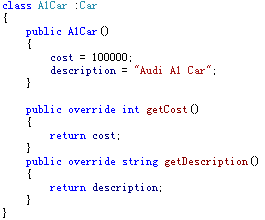 class A1Car :Car
{
    public A1Car()
    {
        cost = 100000;
        description = "Audi A1 Car";
    }

    public override int getCost()
    {
        return cost;
    }
    public override string getDescription()
    {
        return description;
    }
}